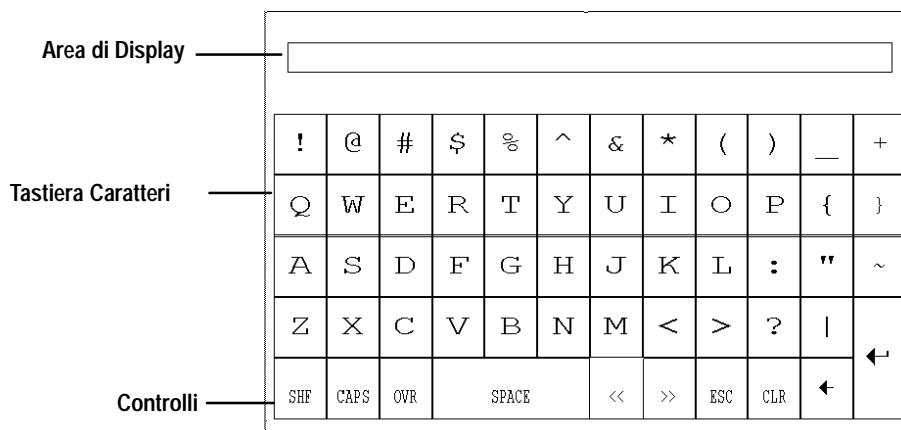 Area di Display
! @ # $ % ^ & * ( ) _ +
Tastiera Caratteri
Q W E R T Y U I O P { }
A S D F G H J K L : " ~
Z X C V B N M < > ? |
Controlli
SHF CAPS OVR SPACE << >> ESC CLR ← ↵